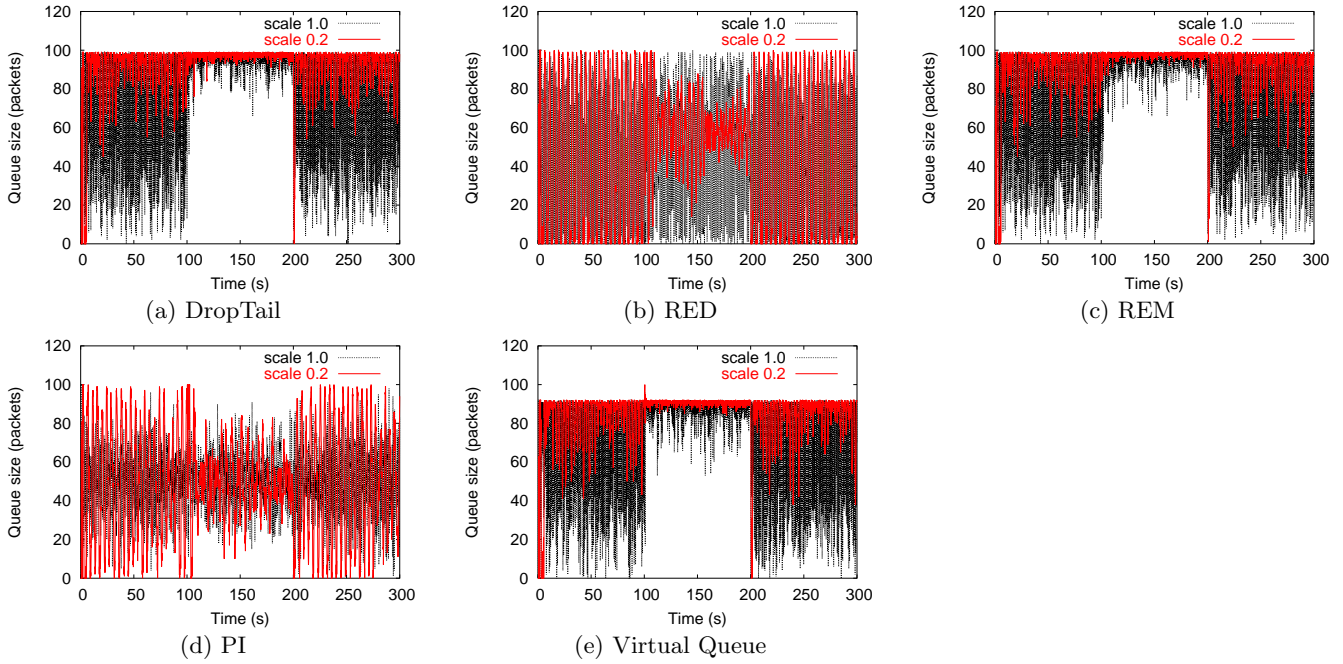 120
100
80
60
40
20
0
Queue size (packets)
scale 1.0
scale 0.2
0 50 100 150 200 250 300
Time (s)
(a) DropTail
120
100
80
60
40
20
0
Queue size (packets)
scale 1.0
scale 0.2
0 50 100 150 200 250 300
Time (s)
(b) RED
120
100
80
60
40
20
0
Queue size (packets)
scale 1.0
scale 0.2
0 50 100 150 200 250 300
Time (s)
(c) REM
120
100
80
60
40
20
0
Queue size (packets)
scale 1.0
scale 0.2
0 50 100 150 200 250 300
Time (s)
(d) PI
120
100
80
60
40
20
0
Queue size (packets)
scale 1.0
scale 0.2
0 50 100 150 200 250 300
Time (s)
(e) Virtual Queue